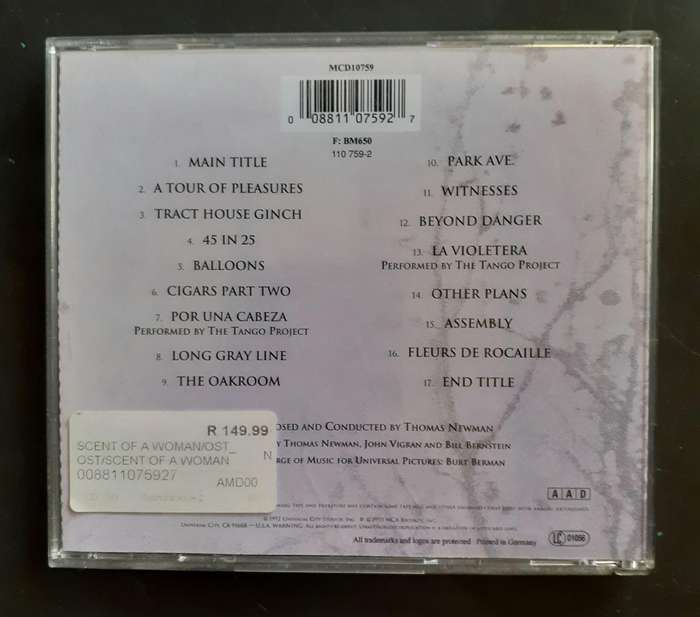 MCD10759
0 08811 07592 7
F: BM650
110 759-2
1. MAIN TITLE
2. A TOUR OF PLEASURES
3. TRACT HOUSE GINCH
4. 45 IN 25
5. BALLOONS
6. CIGARS PART TWO
7. POR UNA CABEZA
PERFORMED BY THE TANGO PROJECT
8. LONG GRAY LINE
9. THE OAKROOM
10. PARK AVE.
11. WITNESSES
12. BEYOND DANGER
13. LA VIOLETERA
PERFORMED BY THE TANGO PROJECT
14. OTHER PLANS
15. ASSEMBLY
16. FLEURS DE ROCAILLE
17. END TITLE
AND CONDUCTED BY THOMAS NEWMAN
BY THOMAS NEWMAN, JOHN VIGRAN AND BILL BERNSTEIN
OF MUSIC FOR UNIVERSAL PICTURES: BURT BERMAN
R 149.99
SCENT OF A WOMAN/OST_ N
OST/SCENT OF A WOMAN
008811075927 AMD00
A A D
All trademarks and logos are protected Printed in Germany
LC 01056